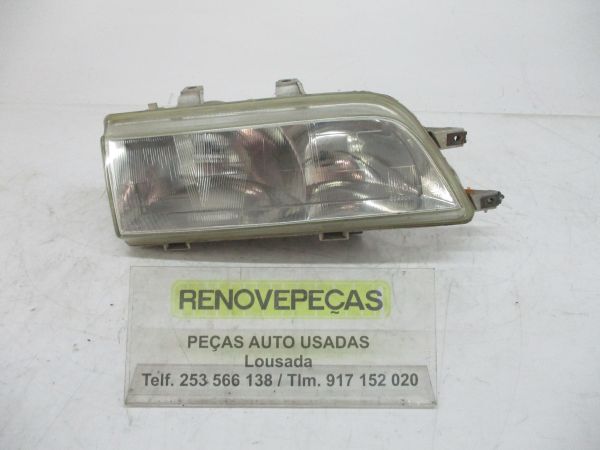 RENOVEPEÇAS
PEÇAS AUTO USADAS
Lousada
Telf. 253 566 138 / Tlm. 917 152 020